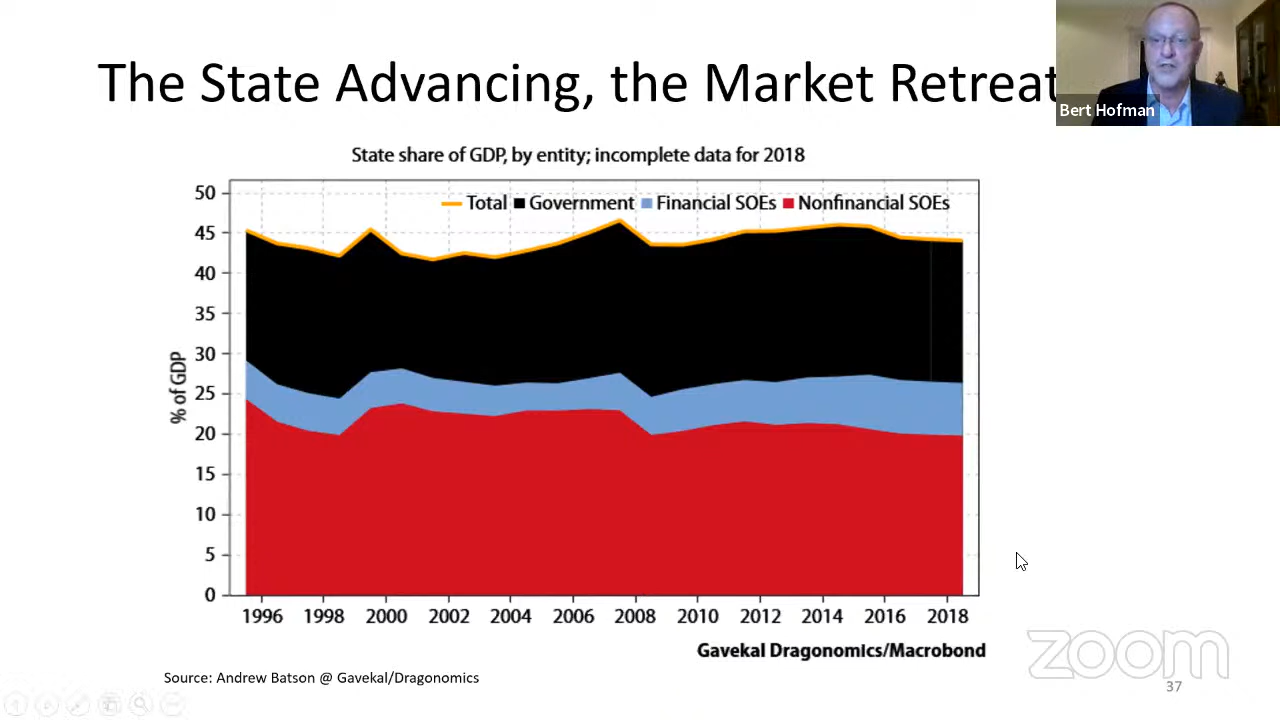 The State Advancing, the Market Retreat
Bert Hofman
State share of GDP, by entity; incomplete data for 2018
Total Government Financial SOEs Nonfinancial SOEs
% of GDP
50
45
40
35
30
25
20
15
10
5
0
1996 1998 2000 2002 2004 2006 2008 2010 2012 2014 2016 2018
Gavekal Dragonomics/Macrobond
Source: Andrew Batson @ Gavekal/Dragonomics
zoom
37